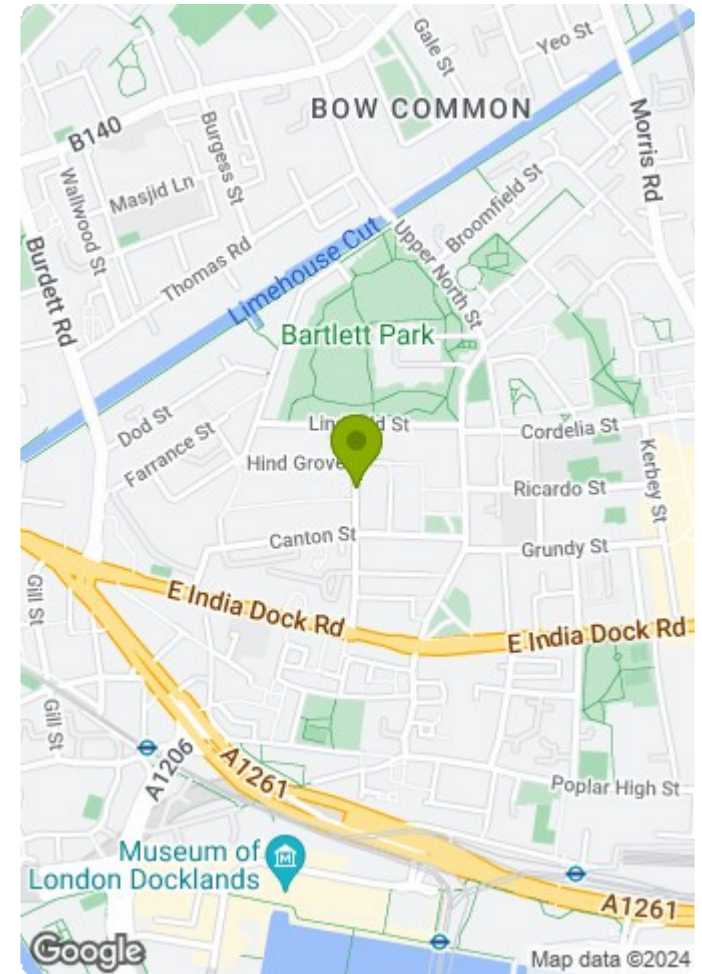 Gale St
Yeo St
BOW COMMON
B140
Burgess St
Morris Rd
Masjid Ln
Wallwood St
Broomfield St
Burdett Rd
Thomas Rd
Limehouse Cut
Upper North St
Bartlett Park
Dod St
Cordelia St
Farrance St
Hind Grove
Kerbey St
Ricardo St
Canton St
Grundy St
Gill St
E India Dock Rd
E India Dock Rd
Gill St
A1206
A1261
Poplar High St
Museum of
London Docklands
A1261
Google
Map data ©2024